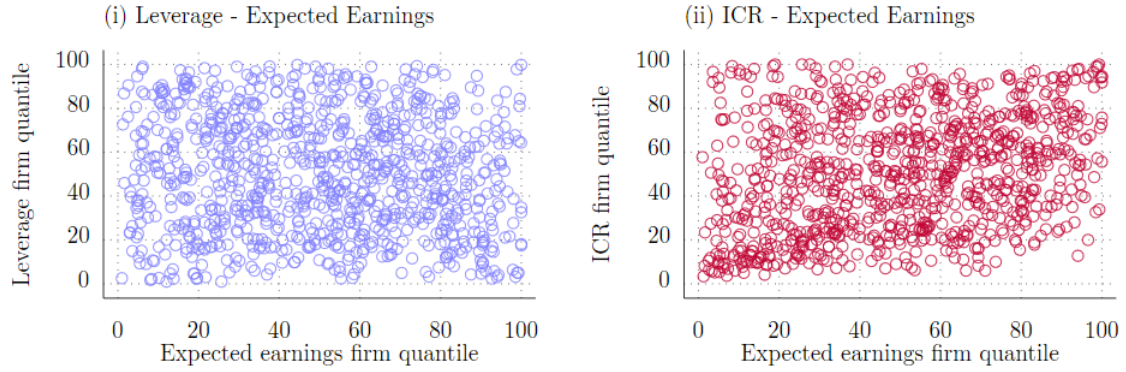 (i) Leverage - Expected Earnings
Leverage firm quantile
100
80
60
40
20
0
0 20 40 60 80 100
Expected earnings firm quantile
(ii) ICR - Expected Earnings
ICR firm quantile
100
80
60
40
20
0
0 20 40 60 80 100
Expected earnings firm quantile